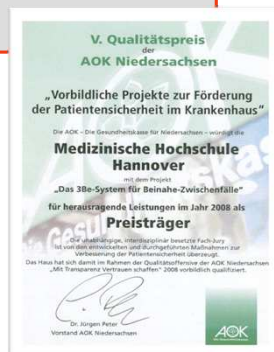 V. Qualitätspreis
der
AOK Niedersachsen
„Vorbildliche Projekte zur Förderung
der Patientensicherheit im Krankenhaus"
Die AOK – Die Gesundheitskasse für Niedersachsen – würdigt die
Medizinische Hochschule
Hannover
mit dem Projekt
„Das 3Be-System für Beinahe-Zwischenfälle"
für herausragende Leistungen im Jahr 2008 als
Preisträger
Die unabhängige, interdisziplinär besetzte Fach-Jury
ist von den entwickelten und durchgeführten Maßnahmen zur
Verbesserung der Patientensicherheit überzeugt.
Das Haus hat sich damit im Rahmen der Qualitätsoffensive der AOK Niedersachsen
„Mit Transparenz Vertrauen schaffen" 2008 vorbildlich qualifiziert.
Dr. Jürgen Peter
Vorstand AOK Niedersachsen
AOK